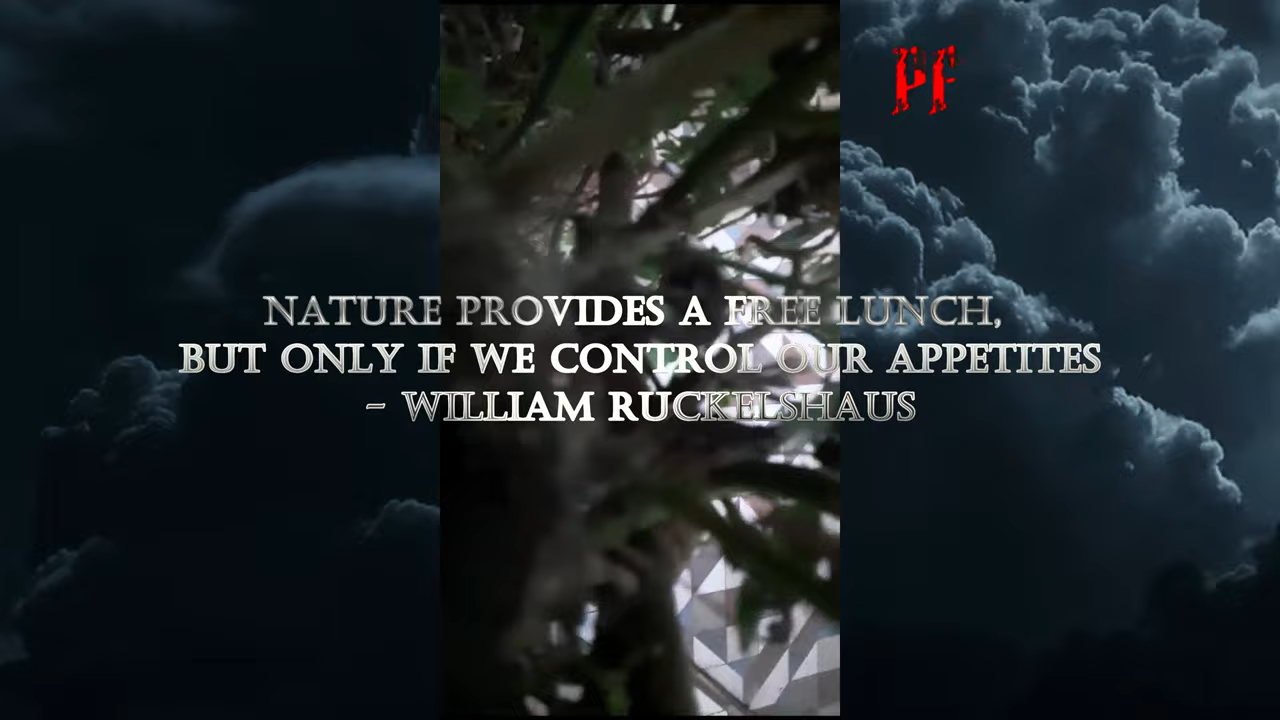 PF
NATURE PROVIDES A FREE LUNCH,
BUT ONLY IF WE CONTROL OUR APPETITES
- WILLIAM RUCKELSHAUS